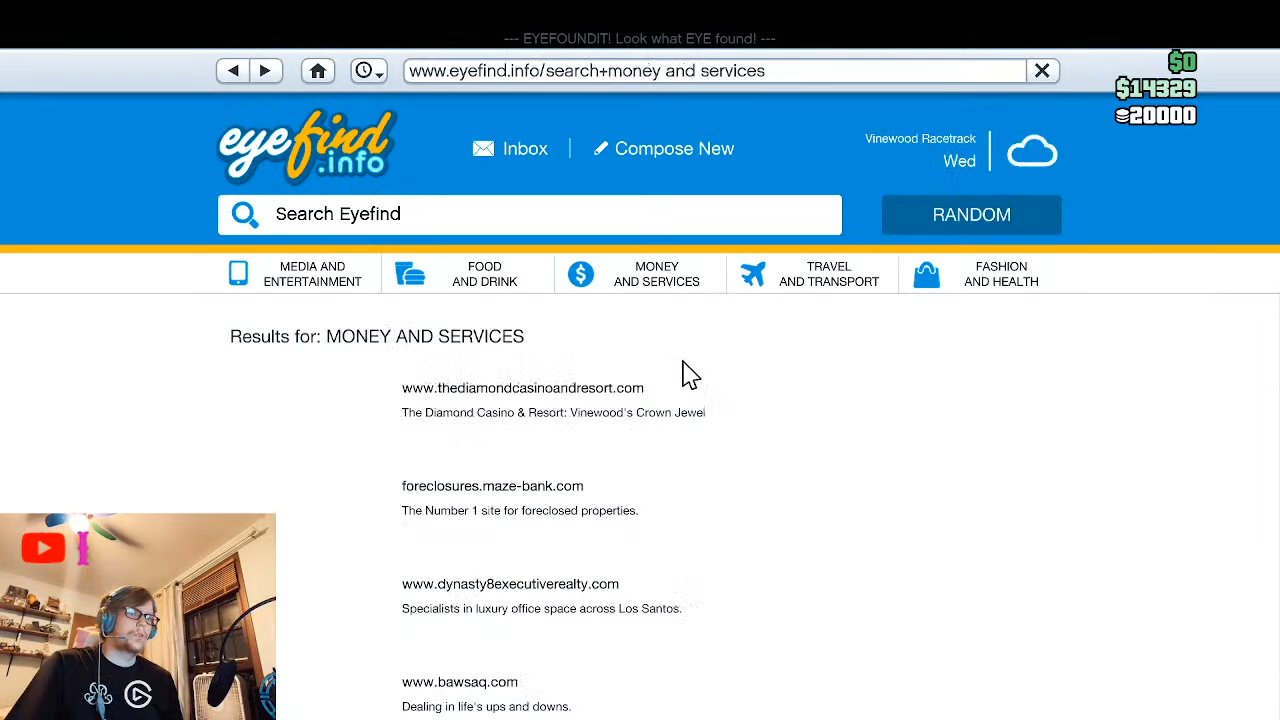 --- EYEFOUNDIT! Look what EYE found! ---
www.eyefind.info/search+money and services
$0
$14329
20000
eyefind
.info
Inbox
Compose New
Vinewood Racetrack
Wed
Search Eyefind
RANDOM
MEDIA AND
ENTERTAINMENT
FOOD
AND DRINK
MONEY
AND SERVICES
TRAVEL
AND TRANSPORT
FASHION
AND HEALTH
Results for: MONEY AND SERVICES
www.thediamondcasinoandresort.com
The Diamond Casino & Resort: Vinewood's Crown Jewel
foreclosures.maze-bank.com
The Number 1 site for foreclosed properties.
www.dynasty8executiverealty.com
Specialists in luxury office space across Los Santos.
www.bawsaq.com
Dealing in life's ups and downs.